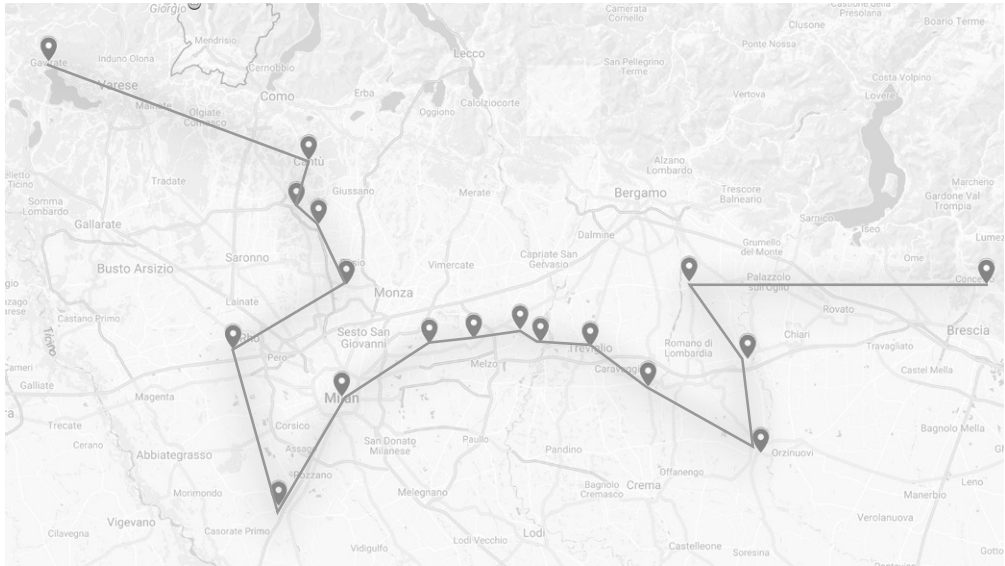 Giorgio
Camerata
Cornello
Castione della
Presolana
Clusone
Boario Terme
Mendrisio
Ponte Nossa
Lecco
Gavirate
Induno Olona
Cernobbio
San Pellegrino
Terme
Costa Volpino
Varese
Como
Erba
Lovere
Vertova
Malnate
Olgiate
Comasco
Oggiono
Calolziocorte
Cantù
Alzano
Lombardo
Tradate
Giussano
Merate
Bergamo
Trescore
Balneario
Marcheno
Gardone Val
Trompia
Somma
Lombardo
Gallarate
Sarnico
Iseo
Dalmine
Grumello
del Monte
Saronno
Capriate San
Gervasio
Ome
Busto Arsizio
Vimercate
Palazzolo
sull'Oglio
Monza
Lainate
Rovato
Castano Primo
Ticino
Sesto San
Giovanni
Rho
Brescia
Chiari
Romano di
Lombardia
Treviglio
Travagliato
Pero
Melzo
Caravaggio
Castel Mella
Galliate
Magenta
Milan
Trecate
Corsico
Bagnolo Mella
Cerano
San Donato
Milanese
Paullo
Pandino
Orzinuovi
Abbiategrasso
Rozzano
Offanengo
Leno
Morimondo
Melegnano
Bagnolo
Cremasco
Crema
Manerbio
Vigevano
Verolanuova
Casorate Primo
Cilavegna
Lodi Vecchio
Lodi
Vidigulfo
Castelleone
Soresina